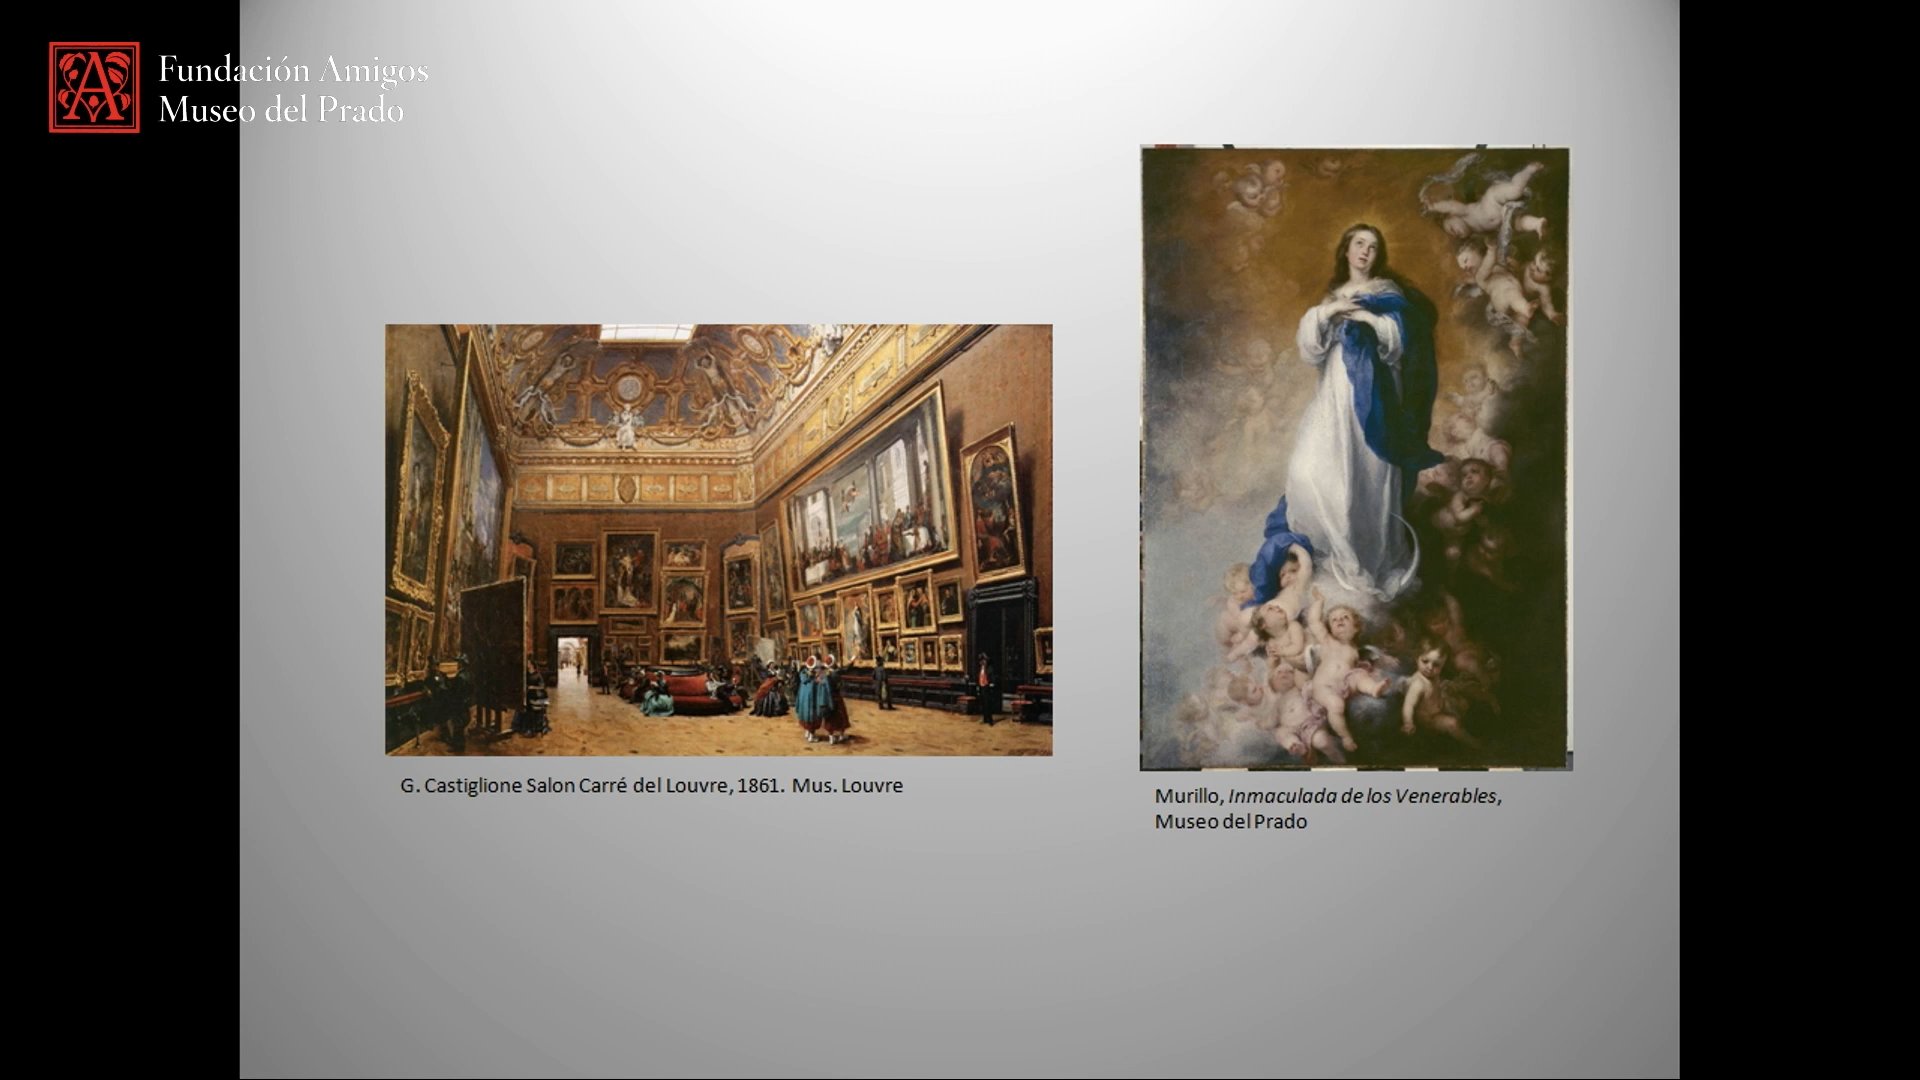 Fundación Amigos
Museo del Prado
G. Castiglione Salon Carré del Louvre, 1861. Mus. Louvre
Murillo, Inmaculada de los Venerables,
Museo del Prado